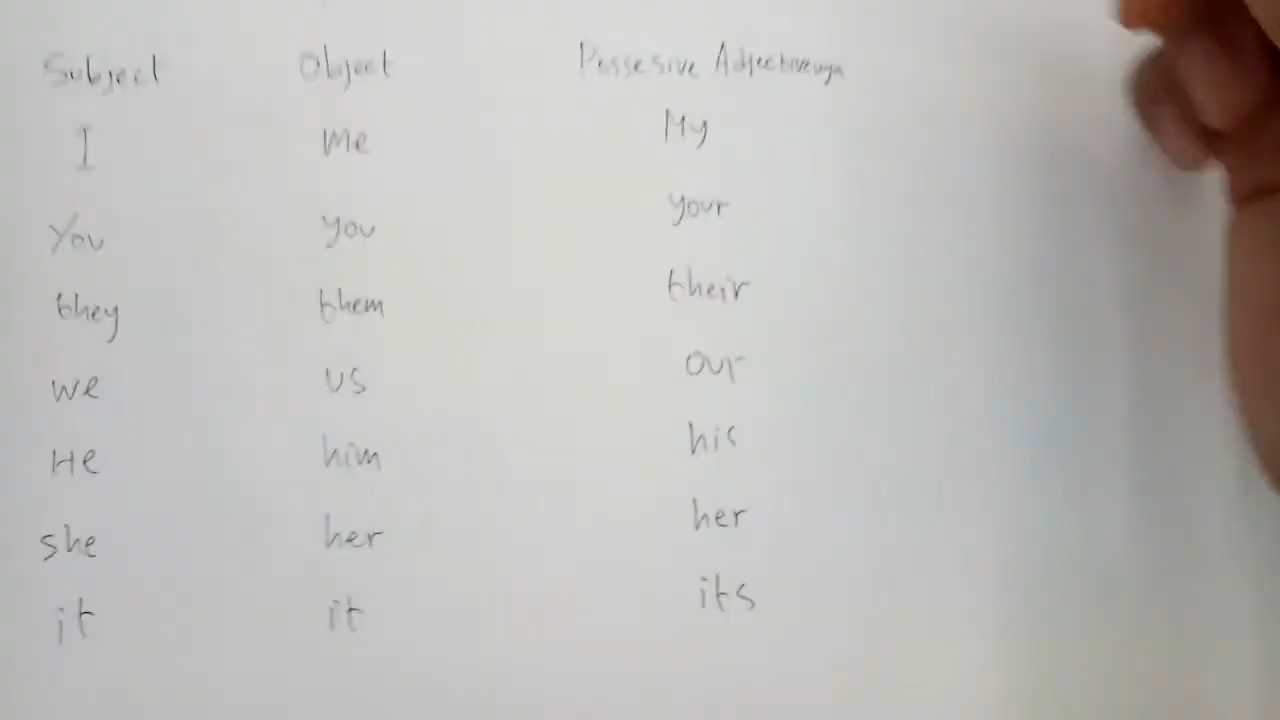 Subject Object Possesive
I me My
You you your
they them their
we us our
He him his
she her her
it it its